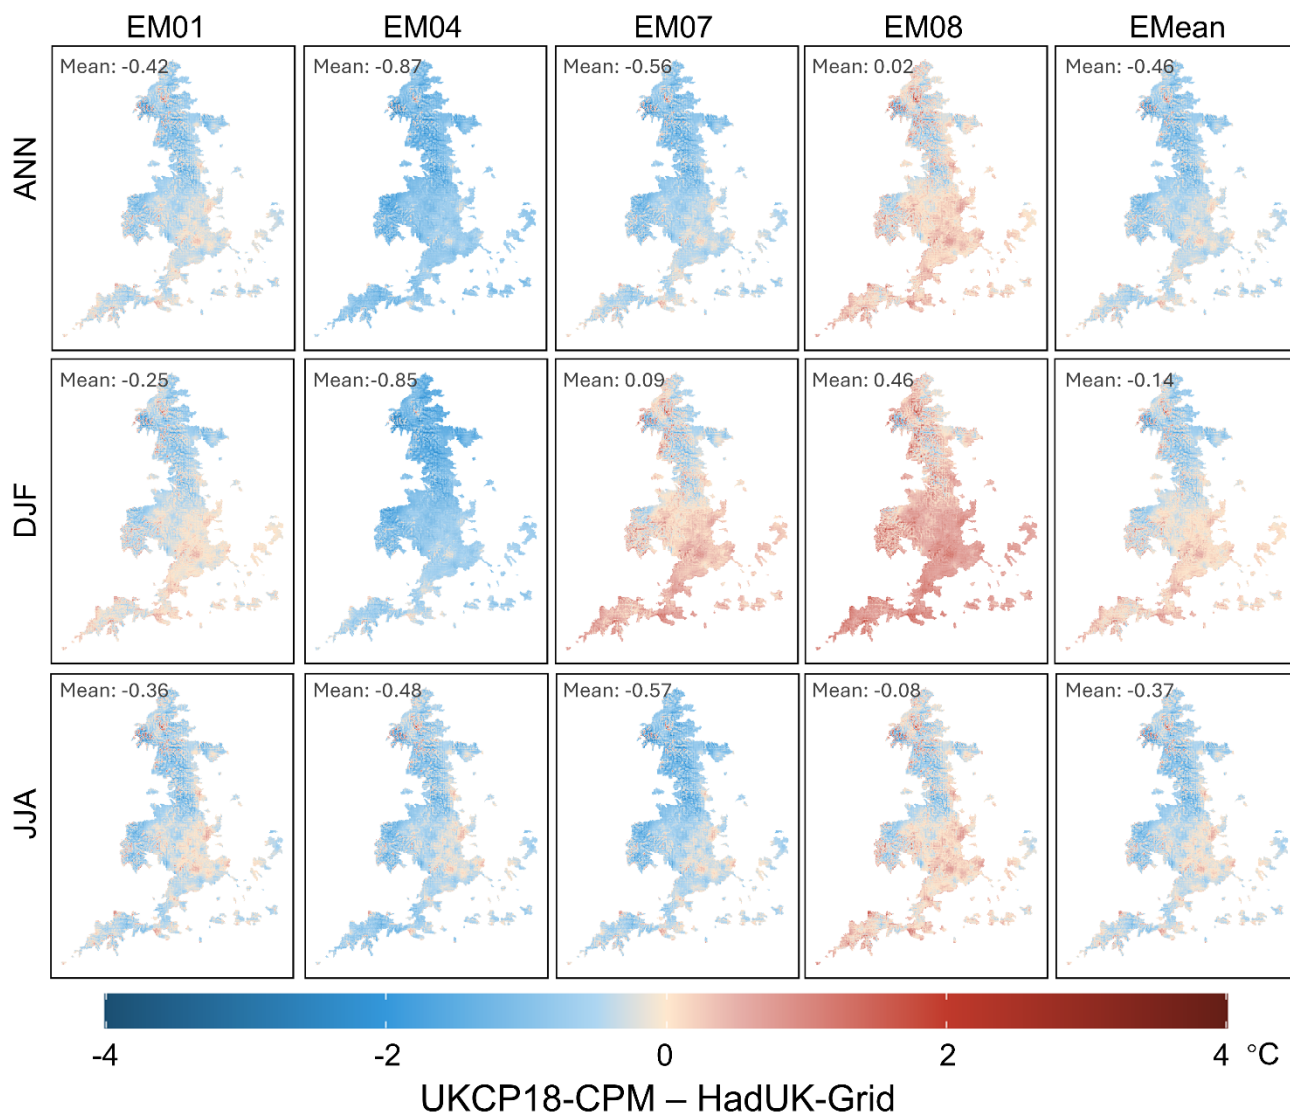 EM01 EM04 EM07 EM08 EMean
ANN
Mean: -0.42 Mean: -0.87 Mean: -0.56 Mean: 0.02 Mean: -0.46
DJF
Mean: -0.25 Mean:-0.85 Mean: 0.09 Mean: 0.46 Mean: -0.14
JJA
Mean: -0.36 Mean: -0.48 Mean: -0.57 Mean: -0.08 Mean: -0.37
-4 -2 0 2 4 °C
UKCP18-CPM – HadUK-Grid